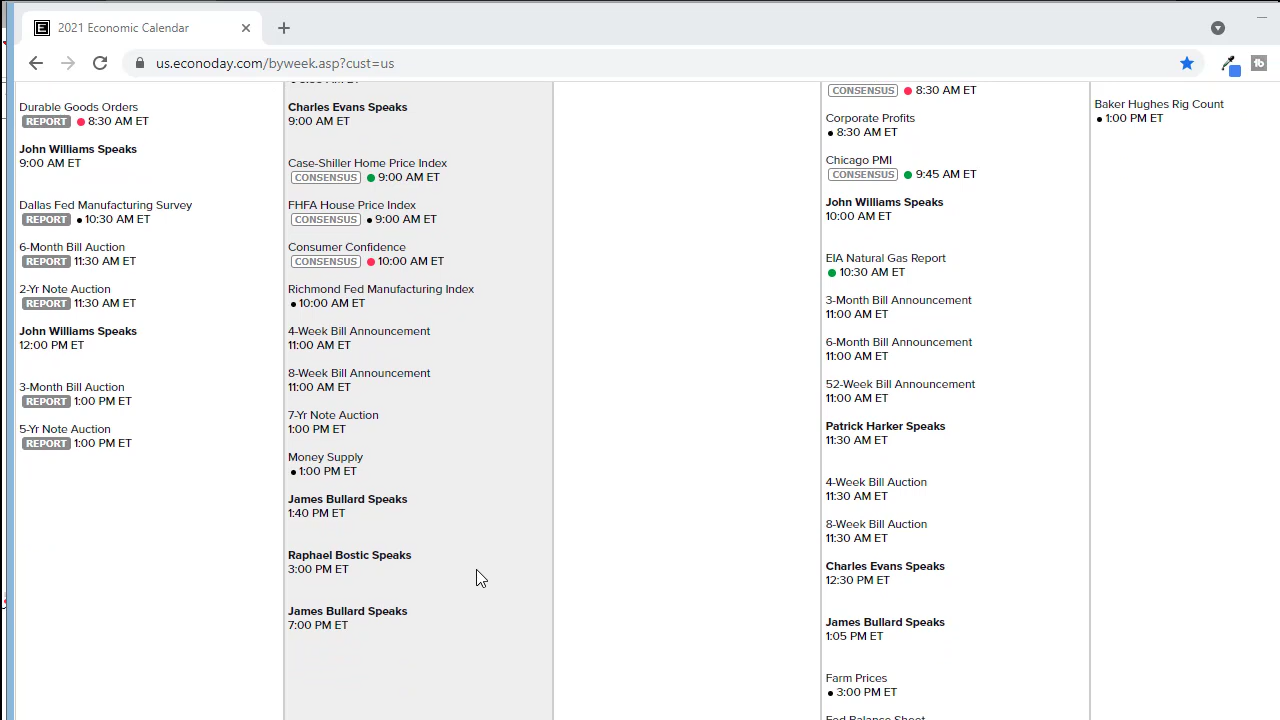 2021 Economic Calendar
us.econoday.com/byweek.asp?cust=us
Durable Goods Orders
REPORT 8:30 AM ET
John Williams Speaks
9:00 AM ET
Dallas Fed Manufacturing Survey
REPORT 10:30 AM ET
6-Month Bill Auction
REPORT 11:30 AM ET
2-Yr Note Auction
REPORT 11:30 AM ET
John Williams Speaks
12:00 PM ET
3-Month Bill Auction
REPORT 1:00 PM ET
5-Yr Note Auction
REPORT 1:00 PM ET
Charles Evans Speaks
9:00 AM ET
Case-Shiller Home Price Index
CONSENSUS 9:00 AM ET
FHFA House Price Index
CONSENSUS 9:00 AM ET
Consumer Confidence
CONSENSUS 10:00 AM ET
Richmond Fed Manufacturing Index
10:00 AM ET
4-Week Bill Announcement
11:00 AM ET
8-Week Bill Announcement
11:00 AM ET
7-Yr Note Auction
1:00 PM ET
Money Supply
1:00 PM ET
James Bullard Speaks
1:40 PM ET
Raphael Bostic Speaks
3:00 PM ET
James Bullard Speaks
7:00 PM ET
CONSENSUS 8:30 AM ET
Corporate Profits
8:30 AM ET
Chicago PMI
CONSENSUS 9:45 AM ET
John Williams Speaks
10:00 AM ET
EIA Natural Gas Report
10:30 AM ET
3-Month Bill Announcement
11:00 AM ET
6-Month Bill Announcement
11:00 AM ET
52-Week Bill Announcement
11:00 AM ET
Patrick Harker Speaks
11:30 AM ET
4-Week Bill Auction
11:30 AM ET
8-Week Bill Auction
11:30 AM ET
Charles Evans Speaks
12:30 PM ET
James Bullard Speaks
1:05 PM ET
Farm Prices
3:00 PM ET
Fed Balance Sheet
Baker Hughes Rig Count
1:00 PM ET